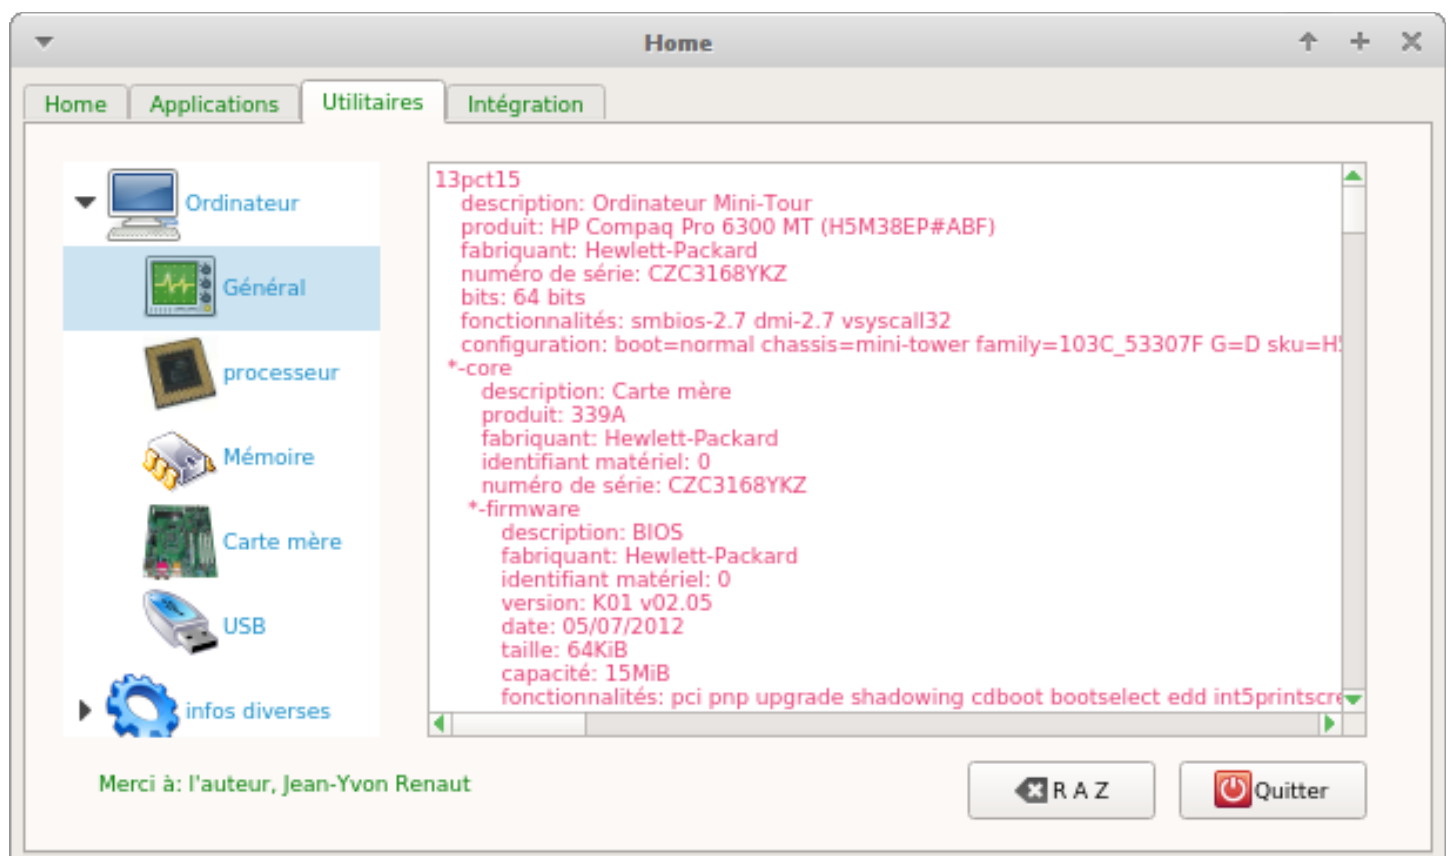 Home
Home
Applications
Utilitaires
Intégration
Ordinateur
Général
processeur
Mémoire
Carte mère
USB
infos diverses
13pct15
description: Ordinateur Mini-Tour
produit: HP Compaq Pro 6300 MT (H5M38EP#ABF)
fabriquant: Hewlett-Packard
numéro de série: CZC3168YKZ
bits: 64 bits
fonctionnalités: smbios-2.7 dmi-2.7 vsyscall32
configuration: boot=normal chassis=mini-tower family=103C_53307F G=D sku=H
*-core
description: Carte mère
produit: 339A
fabriquant: Hewlett-Packard
identifiant matériel: 0
numéro de série: CZC3168YKZ
*-firmware
description: BIOS
fabriquant: Hewlett-Packard
identifiant matériel: 0
version: K01 v02.05
date: 05/07/2012
taille: 64KiB
capacité: 15MiB
fonctionnalités: pci pnp upgrade shadowing cdboot bootselect edd int5printscre
Merci à: l'auteur, Jean-Yvon Renaut
R A Z
Quitter